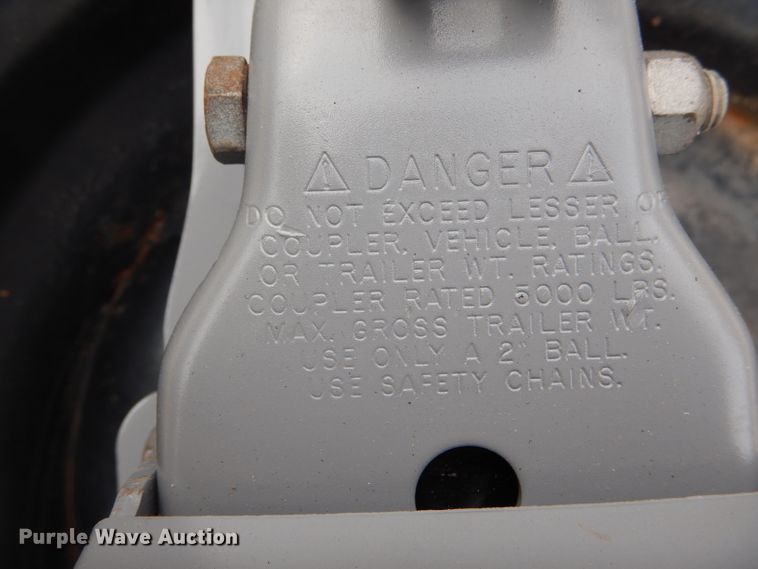 DANGER
DO NOT EXCEED LESSER OF
COUPLER, VEHICLE, BALL,
OR TRAILER WT. RATINGS.
COUPLER RATED 5000 LBS.
MAX. GROSS TRAILER WT.
USE ONLY A 2" BALL.
USE SAFETY CHAINS.
Purple Wave Auction